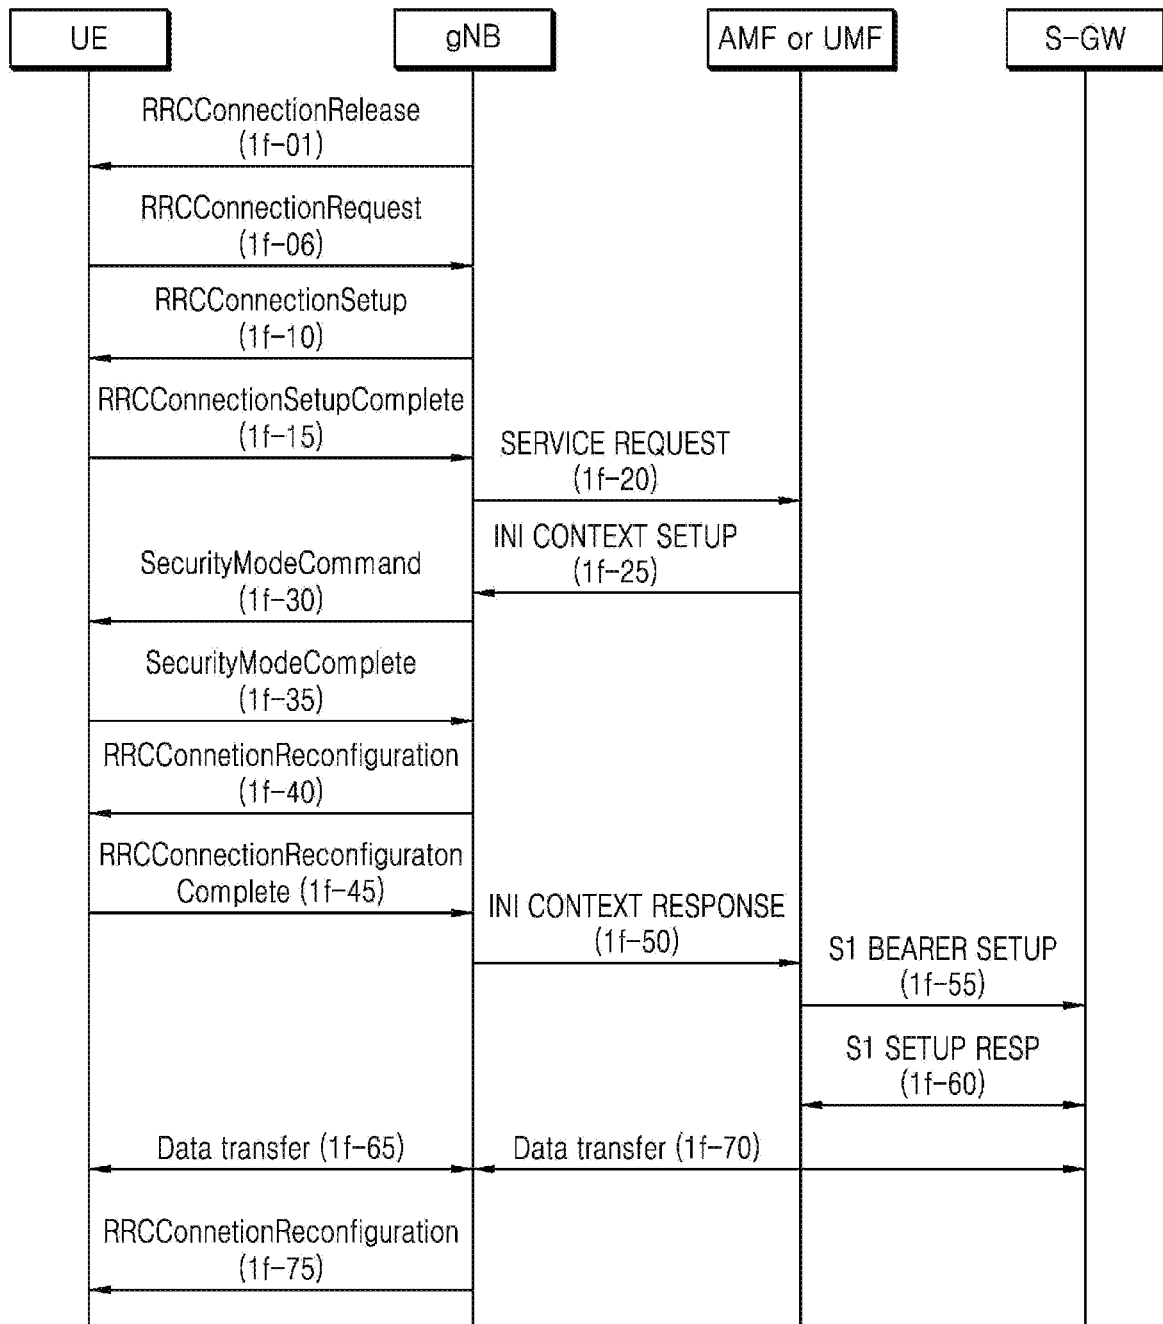 UE
gNB
AMF or UMF
S-GW
RRCConnectionRelease
(1f-01)
RRCConnectionRequest
(1f-06)
RRCConnectionSetup
(1f-10)
RRCConnectionSetupComplete
(1f-15)
SERVICE REQUEST
(1f-20)
INI CONTEXT SETUP
(1f-25)
SecurityModeCommand
(1f-30)
SecurityModeComplete
(1f-35)
RRCConnetionReconfiguration
(1f-40)
RRCConnectionReconfiguraton
Complete (1f-45)
INI CONTEXT RESPONSE
(1f-50)
S1 BEARER SETUP
(1f-55)
S1 SETUP RESP
(1f-60)
Data transfer (1f-65)
Data transfer (1f-70)
RRCConnetionReconfiguration
(1f-75)